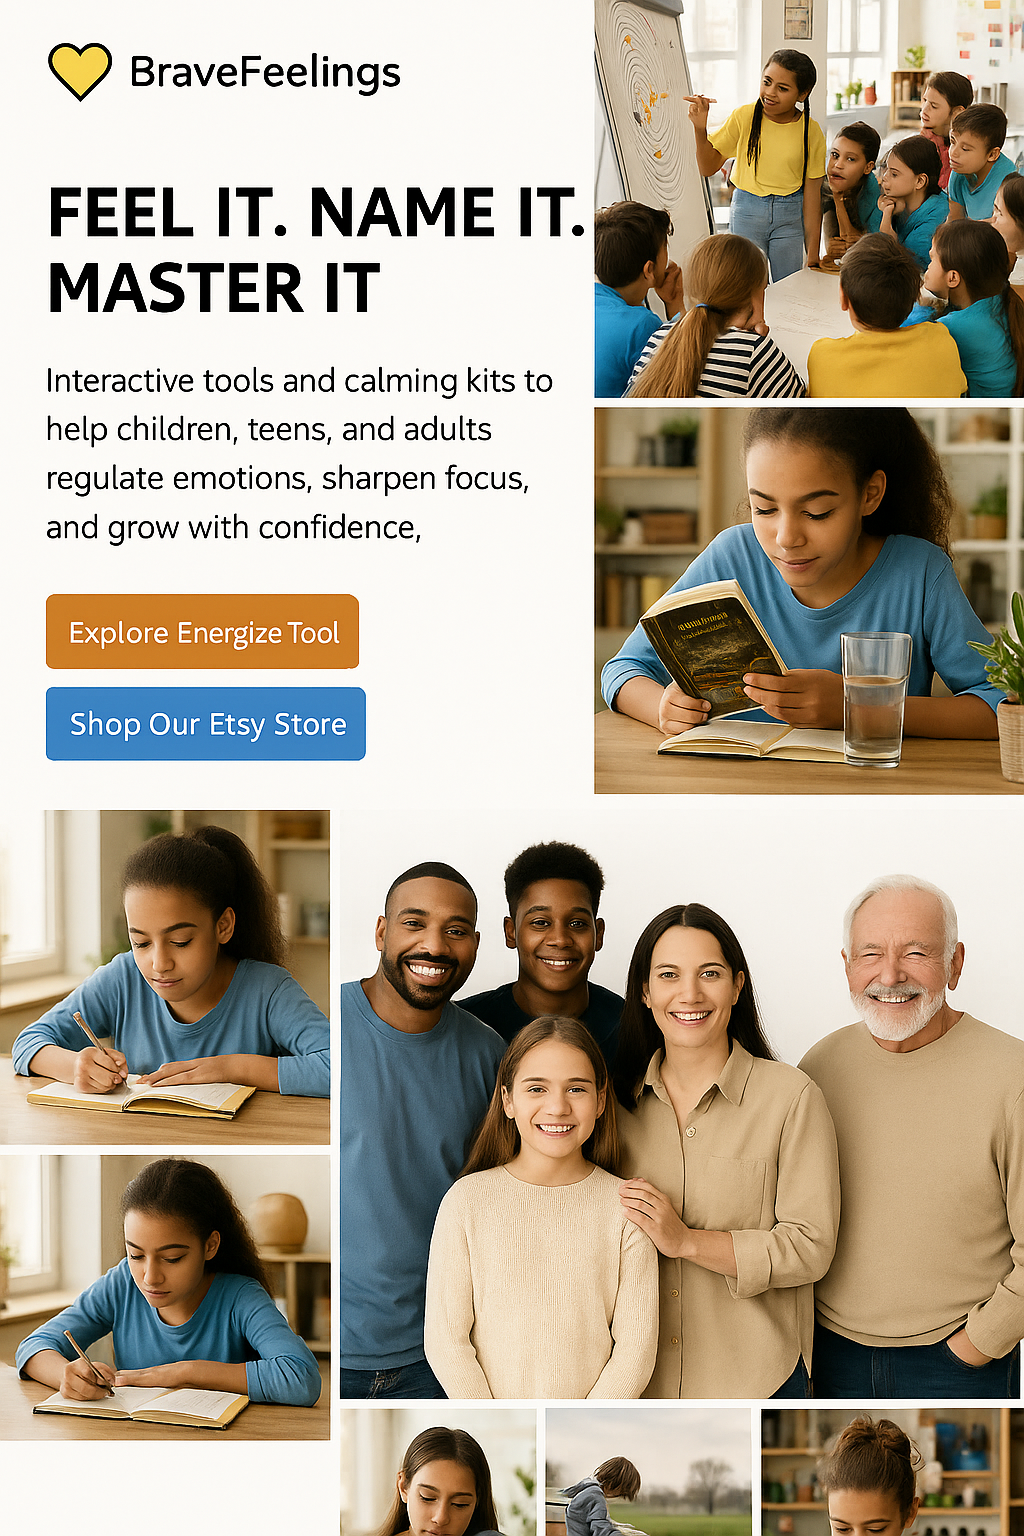 BraveFeelings
FEEL IT. NAME IT.
MASTER IT
Interactive tools and calming kits to
help children, teens, and adults
regulate emotions, sharpen focus,
and grow with confidence,
Explore Energize Tool
Shop Our Etsy Store